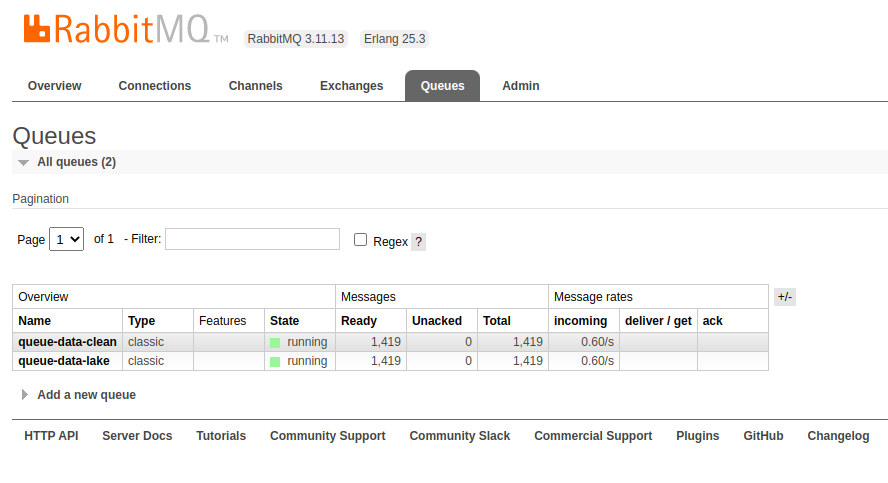 RabbitMQ TM RabbitMQ 3.11.13 Erlang 25.3
Overview Connections Channels Exchanges Queues Admin
Queues
All queues (2)
Pagination
Page 1 of 1 - Filter: Regex ?
Overview Messages Message rates +/-
Name Type Features State Ready Unacked Total incoming deliver / get ack
queue-data-clean classic running 1,419 0 1,419 0.60/s
queue-data-lake classic running 1,419 0 1,419 0.60/s
Add a new queue
HTTP API Server Docs Tutorials Community Support Community Slack Commercial Support Plugins GitHub Changelog